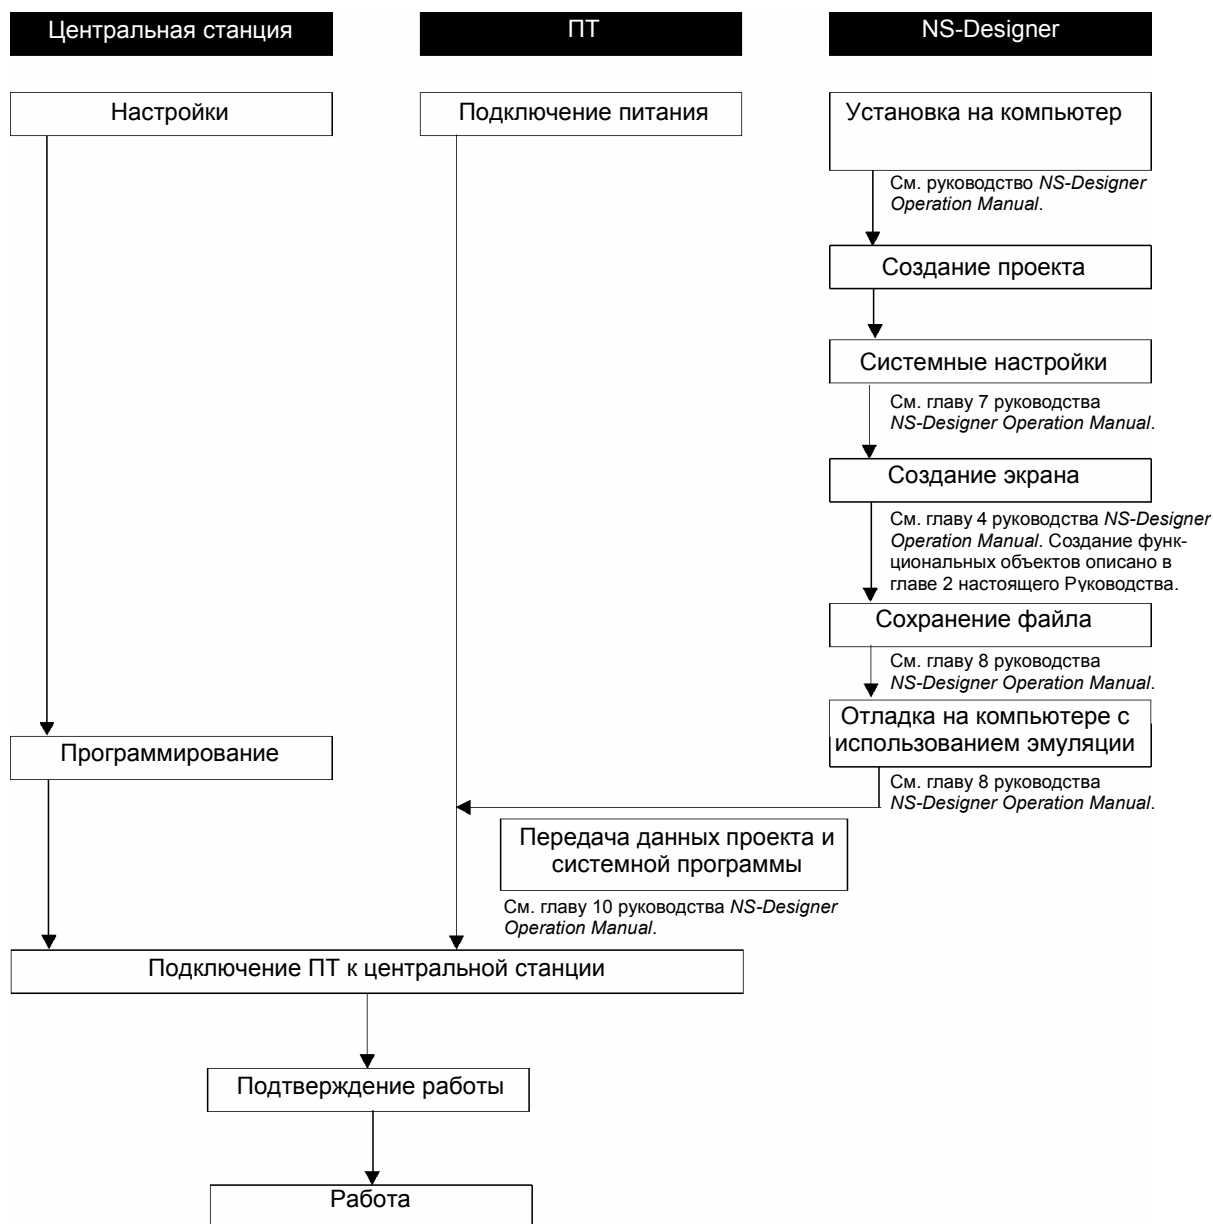 Центральная станция
ПТ
NS-Designer
Настройки
Подключение питания
Установка на компьютер
См. руководство NS-Designer
Operation Manual.
Создание проекта
Системные настройки
См. главу 7 руководства
NS-Designer Operation Manual.
Создание экрана
См. главу 4 руководства NS-Designer
Operation Manual. Создание функ-
циональных объектов описано в
главе 2 настоящего Руководства.
Сохранение файла
См. главу 8 руководства
NS-Designer Operation Manual.
Отладка на компьютере с
использованием эмуляции
Программирование
См. главу 8 руководства
NS-Designer Operation Manual.
Передача данных проекта и
системной программы
См. главу 10 руководства NS-Designer
Operation Manual.
Подключение ПТ к центральной станции
Подтверждение работы
Работа